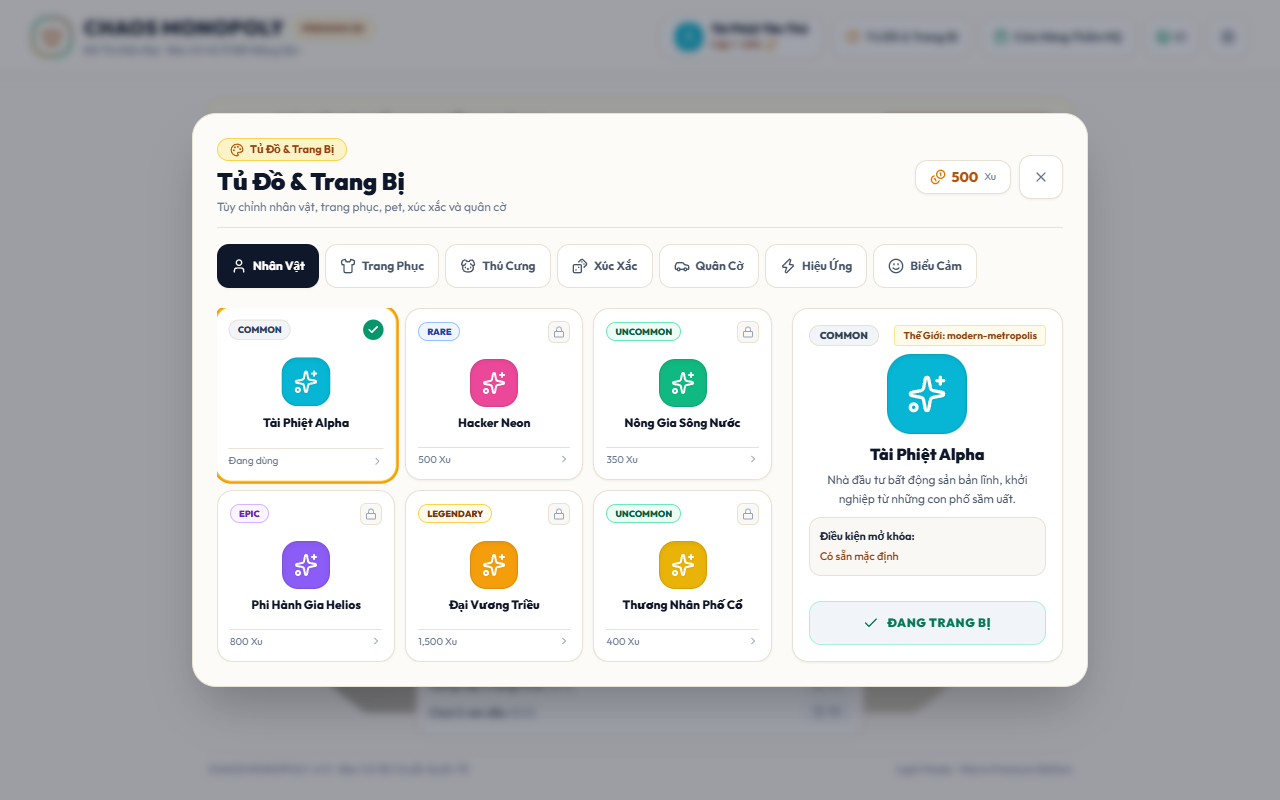 CHAOS MONOPOLY
Tủ Đồ & Trang Bị
Tủ Đồ & Trang Bị
Tùy chỉnh nhân vật, trang phục, pet, xúc xắc và quân cờ
500 Xu
Nhân Vật
Trang Phục
Thú Cưng
Xúc Xắc
Quân Cờ
Hiệu Ứng
Biểu Cảm
COMMON
Tài Phiệt Alpha
Đang dùng
RARE
Hacker Neon
500 Xu
UNCOMMON
Nông Gia Sông Nước
350 Xu
EPIC
Phi Hành Gia Helios
800 Xu
LEGENDARY
Đại Vương Triều
1,500 Xu
UNCOMMON
Thương Nhân Phố Cổ
400 Xu
COMMON
Thế Giới: modern-metropolis
Tài Phiệt Alpha
Nhà đầu tư bất động sản bản lĩnh, khởi
nghiệp từ những con phố sầm uất.
Điều kiện mở khóa:
Có sẵn mặc định
ĐANG TRANG BỊ